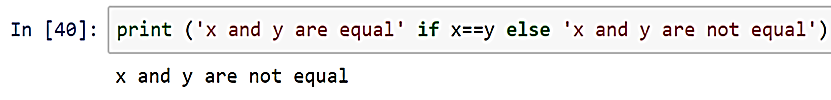 In [40]: print ('x and y are equal' if x==y else 'x and y are not equal')
x and y are not equal